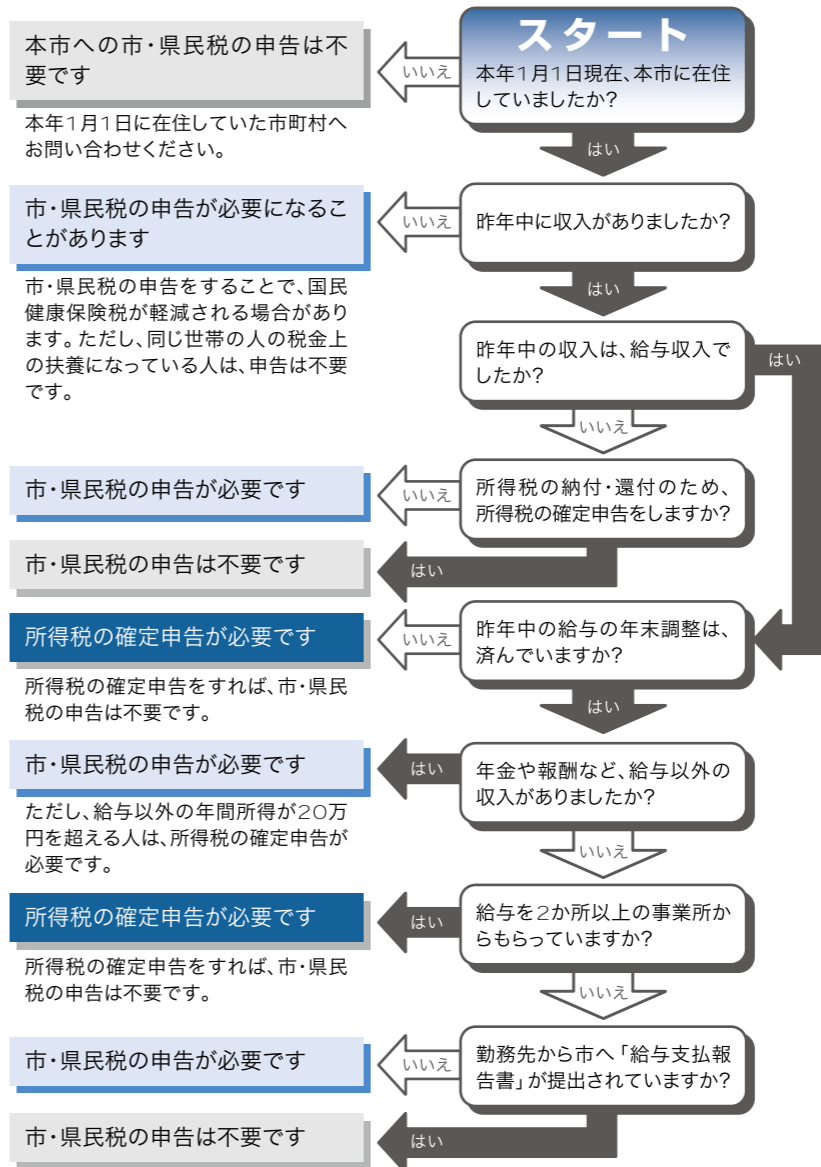 スタート
本年1月1日現在、本市に在住
していましたか?
いいえ
本市への市・県民税の申告は不
要です
本年1月1日に在住していた市町村へ
お問い合わせください。
はい
昨年中に収入がありましたか?
いいえ
市・県民税の申告が必要になるこ
とがあります
市・県民税の申告をすることで、国民
健康保険税が軽減される場合があり
ます。ただし、同じ世帯の人の税金上
の扶養になっている人は、申告は不要
です。
はい
昨年中の収入は、給与収入で
したか?
はい
いいえ
所得税の納付・還付のため、
所得税の確定申告をしますか?
いいえ
市・県民税の申告が必要です
はい
市・県民税の申告は不要です
昨年中の給与の年末調整は、
済んでいますか?
いいえ
所得税の確定申告が必要です
所得税の確定申告をすれば、市・県民
税の申告は不要です。
はい
年金や報酬など、給与以外の
収入がありましたか?
はい
市・県民税の申告が必要です
ただし、給与以外の年間所得が20万
円を超える人は、所得税の確定申告が
必要です。
いいえ
給与を2か所以上の事業所か
らもらっていますか?
はい
所得税の確定申告が必要です
所得税の確定申告をすれば、市・県民
税の申告は不要です。
いいえ
勤務先から市へ「給与支払報
告書」が提出されていますか?
いいえ
市・県民税の申告が必要です
はい
市・県民税の申告は不要です